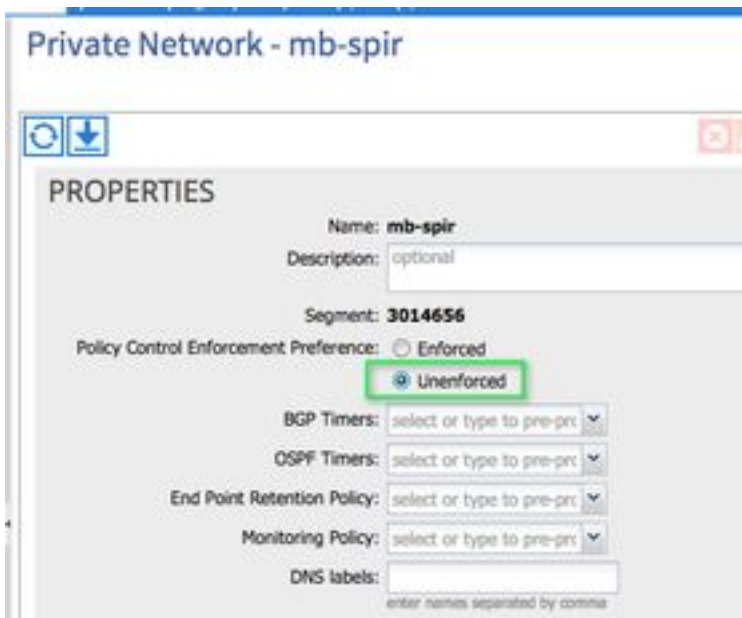 Private Network - mb-spir
PROPERTIES
Name: mb-spir
Description: optional
Segment: 3014656
Policy Control Enforcement Preference: Enforced
Unenforced
BGP Timers: select or type to pre-pro
OSPF Timers: select or type to pre-pro
End Point Retention Policy: select or type to pre-pro
Monitoring Policy: select or type to pre-pro
DNS labels:
enter names separated by comma